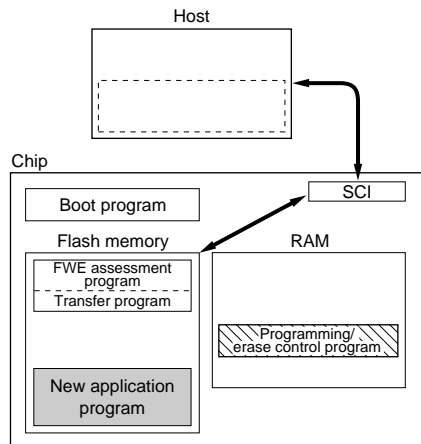 Host
Chip
SCI
Boot program
Flash memory
RAM
FWE assessment
program
Transfer program
Programming/
erase control program
New application
program